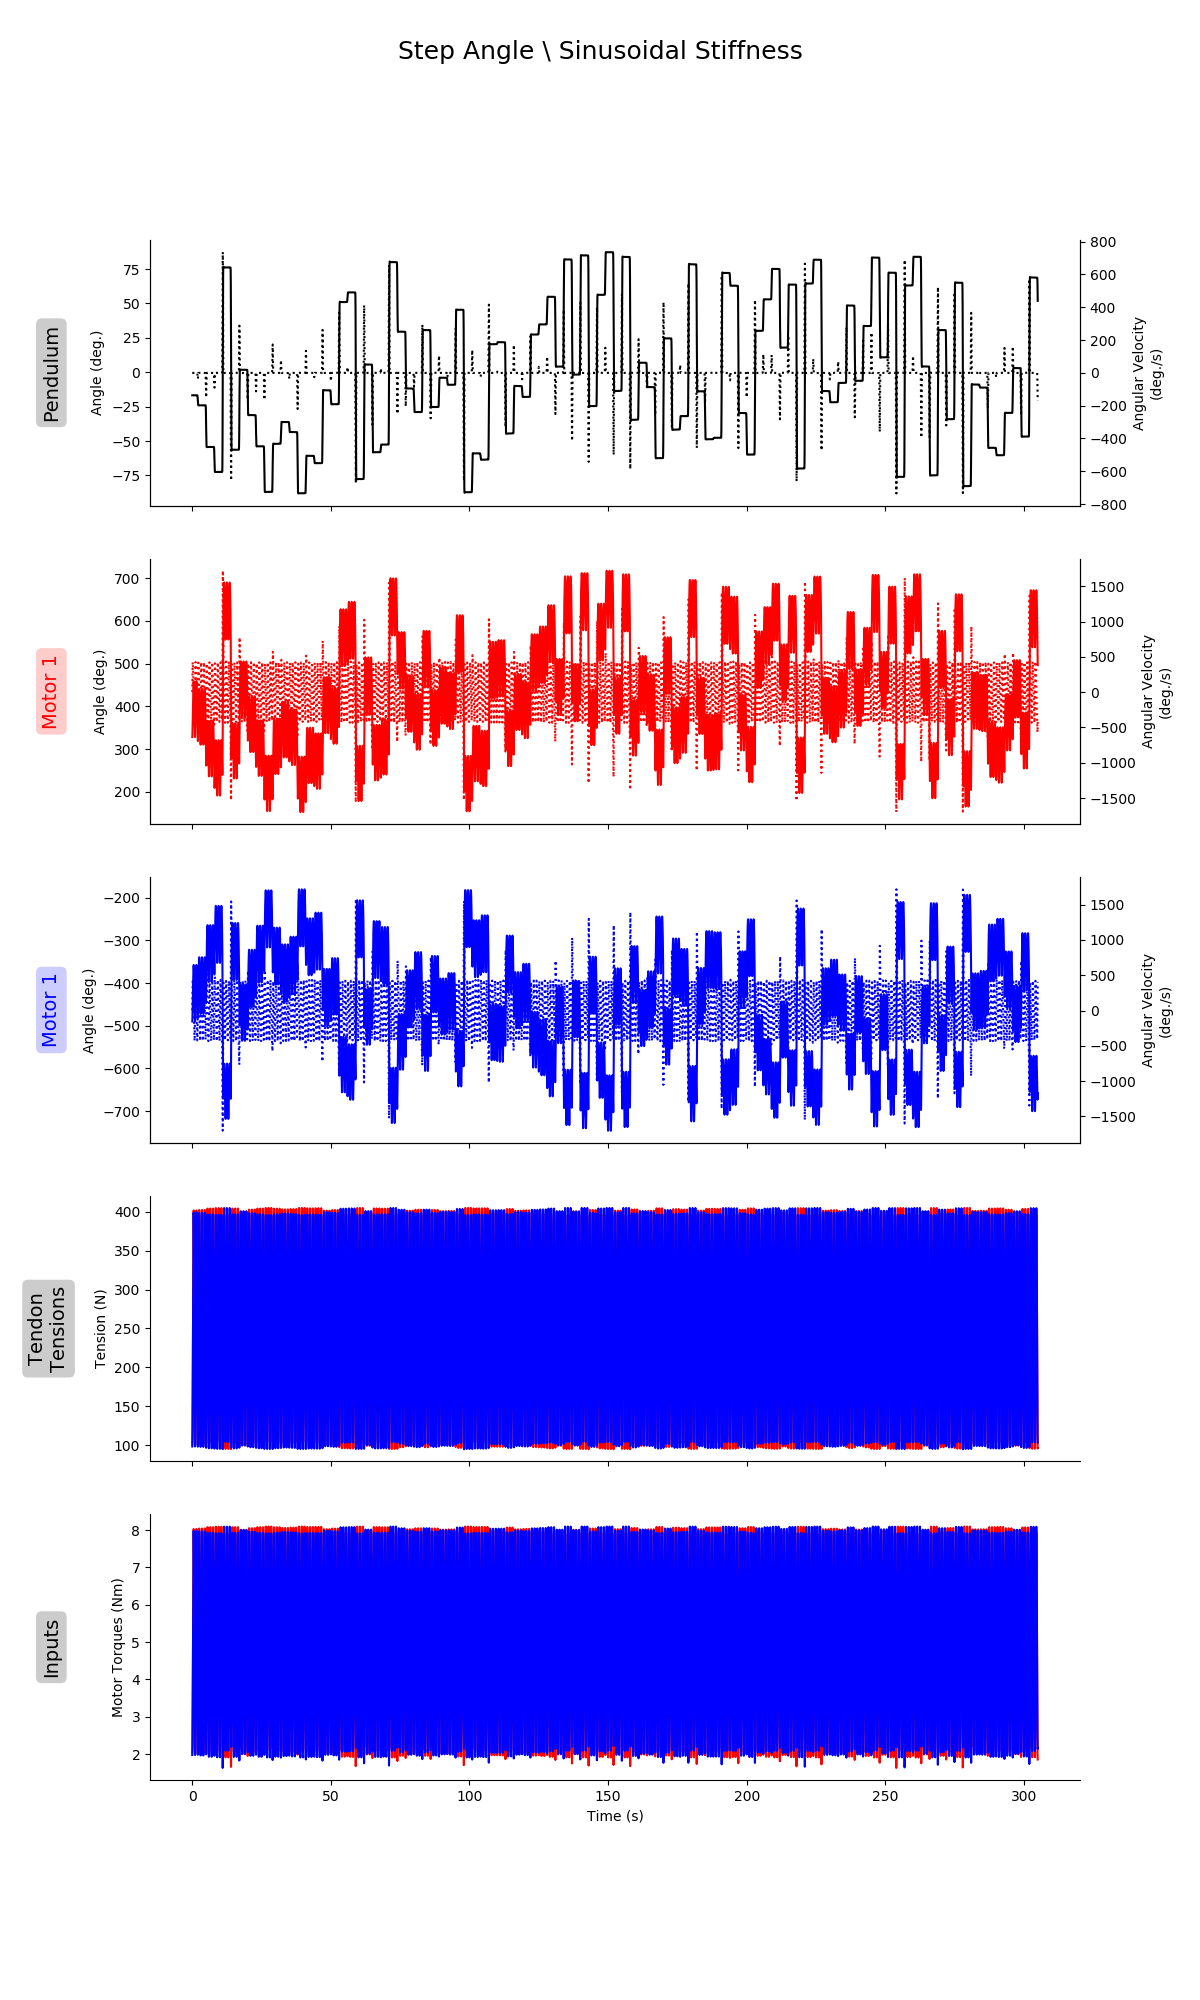 Step Angle \ Sinusoidal Stiffness
Pendulum
Angle (deg.)
75
50
25
0
−25
−50
−75
800
600
400
200
0
−200
−400
−600
−800
Angular Velocity
(deg./s)
Motor 1
Angle (deg.)
700
600
500
400
300
200
1500
1000
500
0
−500
−1000
−1500
Angular Velocity
(deg./s)
Motor 1
Angle (deg.)
−200
−300
−400
−500
−600
−700
1500
1000
500
0
−500
−1000
−1500
Angular Velocity
(deg./s)
Tendon
Tensions
Tension (N)
400
350
300
250
200
150
100
Inputs
Motor Torques (Nm)
8
7
6
5
4
3
2
0 50 100 150 200 250 300
Time (s)